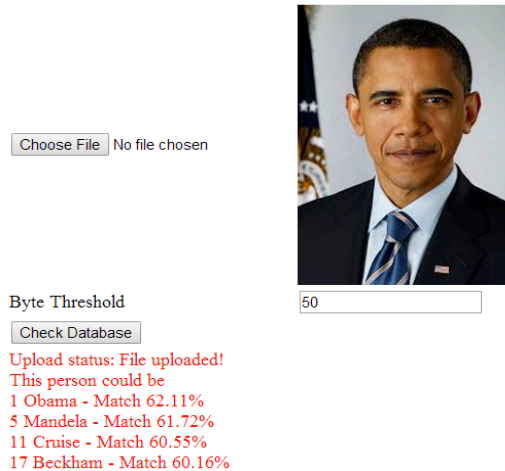 Choose File No file chosen
Byte Threshold
50
Check Database
Upload status: File uploaded!
This person could be
1 Obama - Match 62.11%
5 Mandela - Match 61.72%
11 Cruise - Match 60.55%
17 Beckham - Match 60.16%